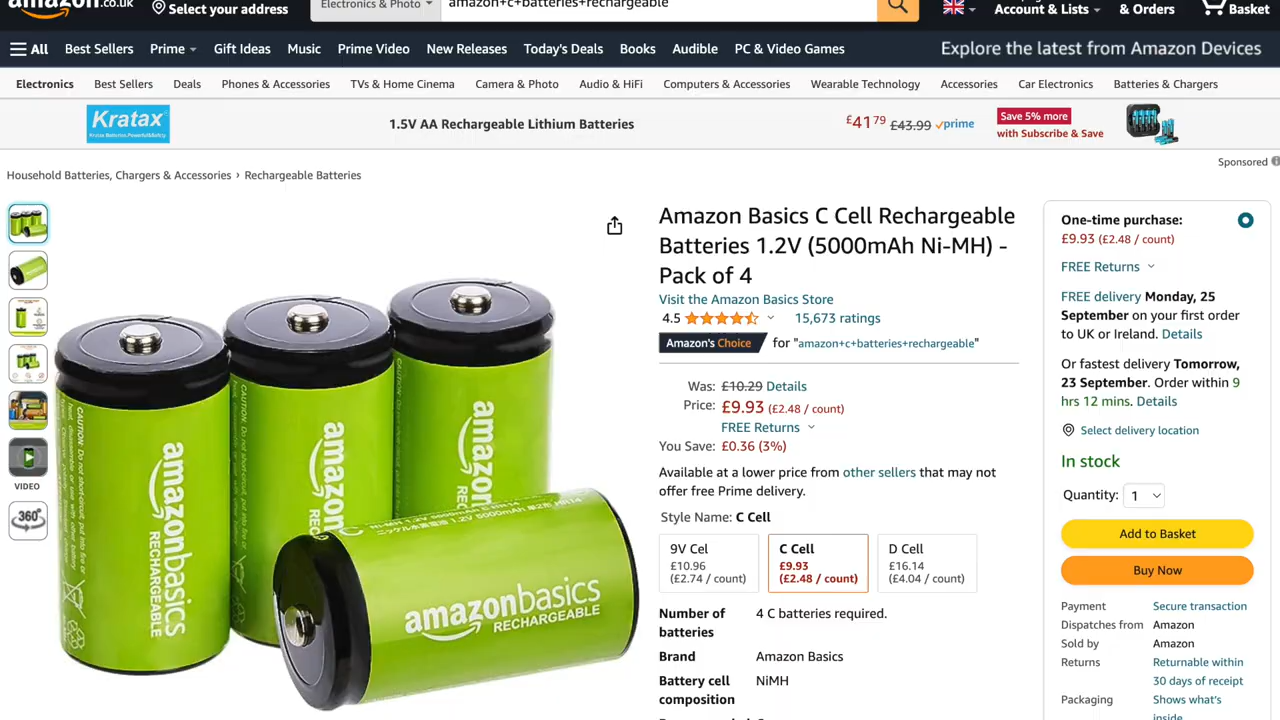 amazon.co.uk
Select your address
Electronics & Photo
amazon+c+batteries+rechargeable
Account & Lists
& Orders
Basket
All
Best Sellers
Prime
Gift Ideas
Music
Prime Video
New Releases
Today's Deals
Books
Audible
PC & Video Games
Explore the latest from Amazon Devices
Electronics
Best Sellers
Deals
Phones & Accessories
TVs & Home Cinema
Camera & Photo
Audio & HiFi
Computers & Accessories
Wearable Technology
Accessories
Car Electronics
Batteries & Chargers
Kratax
Kratax Batteries,Powerful&Safety
1.5V AA Rechargeable Lithium Batteries
£4179 £43.99 prime
Save 5% more
with Subscribe & Save
Sponsored
Household Batteries, Chargers & Accessories › Rechargeable Batteries
VIDEO
360°
amazonbasics
RECHARGEABLE
amazon
amazon
amazonbasics
RECHARGEABLE
Amazon Basics C Cell Rechargeable
Batteries 1.2V (5000mAh Ni-MH) -
Pack of 4
Visit the Amazon Basics Store
4.5
15,673 ratings
Amazon's Choice for "amazon+c+batteries+rechargeable"
Was: £10.29 Details
Price: £9.93 (£2.48 / count)
FREE Returns
You Save: £0.36 (3%)
Available at a lower price from other sellers that may not
offer free Prime delivery.
Style Name: C Cell
9V Cel
£10.96
(£2.74 / count)
C Cell
£9.93
(£2.48 / count)
D Cell
£16.14
(£4.04 / count)
Number of
batteries
4 C batteries required.
Brand
Amazon Basics
Battery cell
composition
NiMH
One-time purchase:
£9.93 (£2.48 / count)
FREE Returns
FREE delivery Monday, 25
September on your first order
to UK or Ireland. Details
Or fastest delivery Tomorrow,
23 September. Order within 9
hrs 12 mins. Details
Select delivery location
In stock
Quantity: 1
Add to Basket
Buy Now
Payment Secure transaction
Dispatches from Amazon
Sold by Amazon
Returns Returnable within
30 days of receipt
Packaging Shows what's
inside